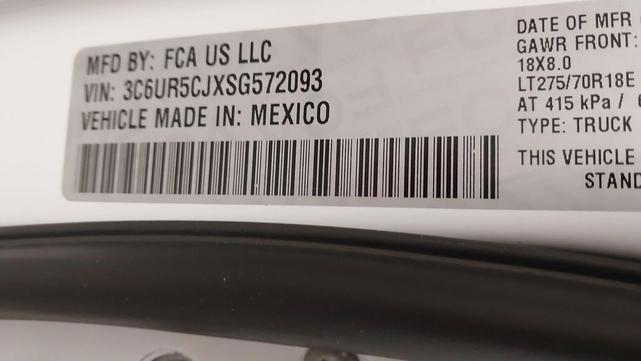 MFD BY: FCA US LLC
VIN: 3C6UR5CJXSG572093
VEHICLE MADE IN: MEXICO
DATE OF MFR
GAWR FRONT:
18X8.0
LT275/70R18E
AT 415 kPa /
TYPE: TRUCK
THIS VEHICLE
STAND